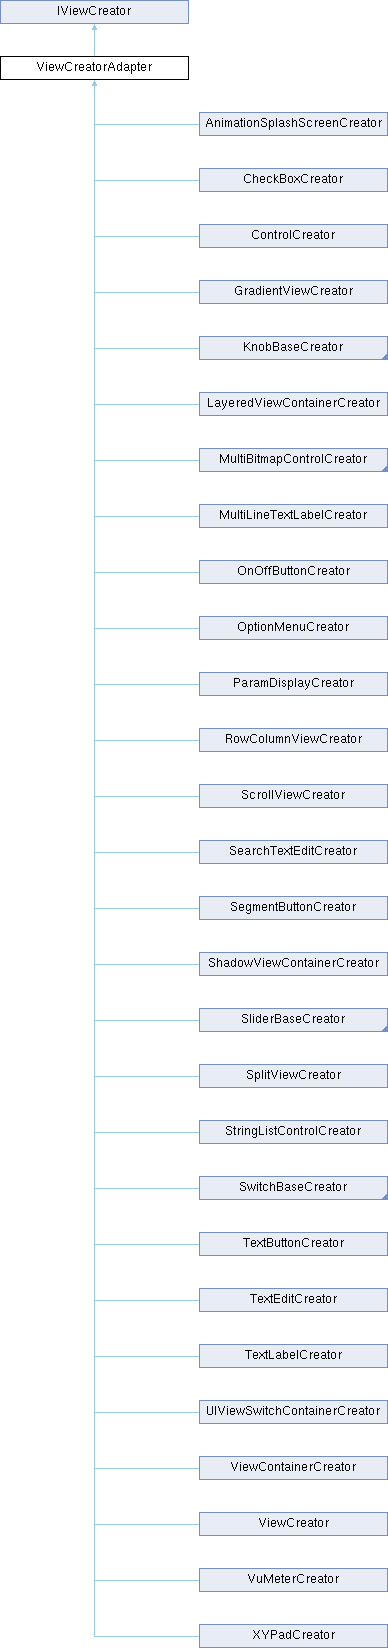 IViewCreator
ViewCreatorAdapter
AnimationSplashScreenCreator
CheckBoxCreator
ControlCreator
GradientViewCreator
KnobBaseCreator
LayeredViewContainerCreator
MultiBitmapControlCreator
MultiLineTextLabelCreator
OnOffButtonCreator
OptionMenuCreator
ParamDisplayCreator
RowColumnViewCreator
ScrollViewCreator
SearchTextEditCreator
SegmentButtonCreator
ShadowViewContainerCreator
SliderBaseCreator
SplitViewCreator
StringListControlCreator
SwitchBaseCreator
TextButtonCreator
TextEditCreator
TextLabelCreator
UIViewSwitchContainerCreator
ViewContainerCreator
ViewCreator
VuMeterCreator
XYPadCreator